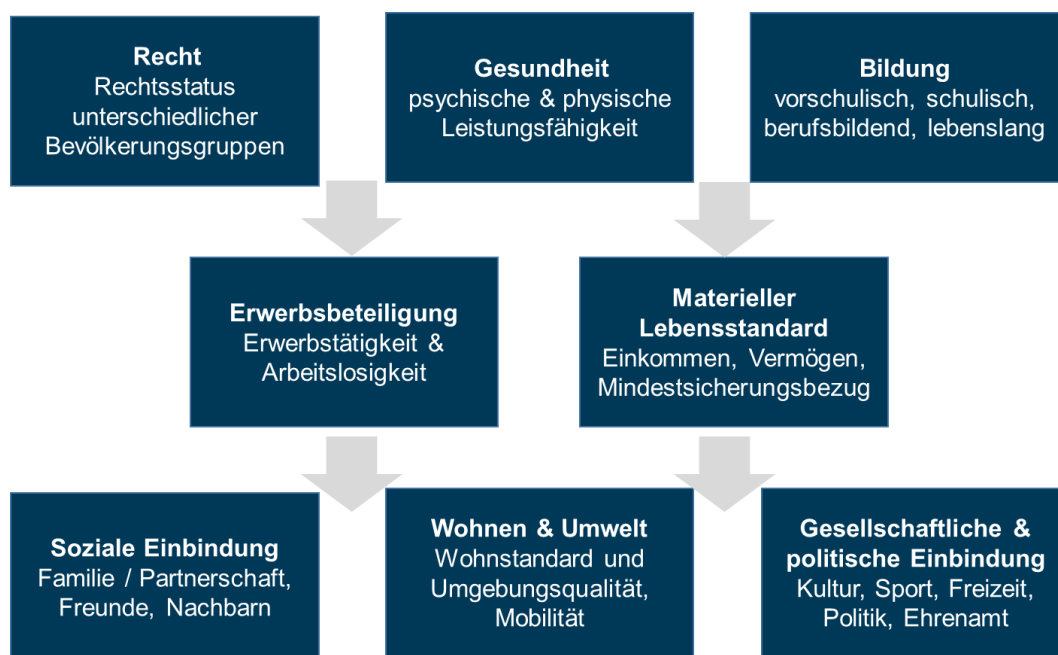 Recht
Rechtsstatus
unterschiedlicher
Bevölkerungsgruppen
Gesundheit
psychische & physische
Leistungsfähigkeit
Bildung
vorschulisch, schulisch,
berufsbildend, lebenslang
Erwerbsbeteiligung
Erwerbstätigkeit &
Arbeitslosigkeit
Materieller
Lebensstandard
Einkommen, Vermögen,
Mindestsicherungsbezug
Soziale Einbindung
Familie / Partnerschaft,
Freunde, Nachbarn
Wohnen & Umwelt
Wohnstandard und
Umgebungsqualität,
Mobilität
Gesellschaftliche &
politische Einbindung
Kultur, Sport, Freizeit,
Politik, Ehrenamt